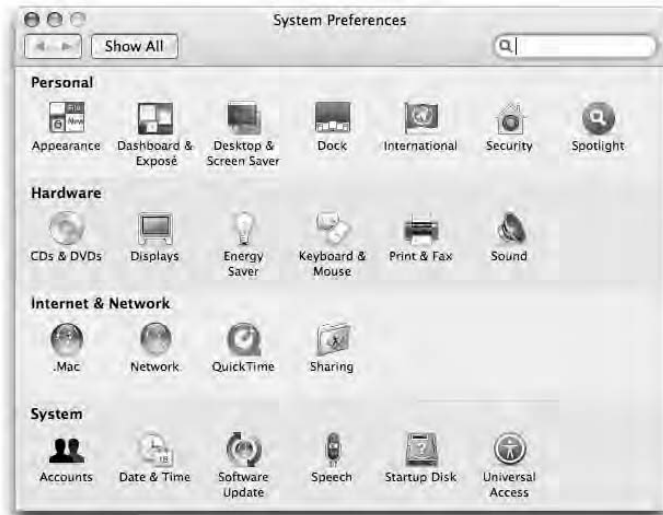 System Preferences
Show All
Personal
Appearance
Dashboard & Exposé
Desktop & Screen Saver
Dock
International
Security
Spotlight
Hardware
CDs & DVDs
Displays
Energy Saver
Keyboard & Mouse
Print & Fax
Sound
Internet & Network
.Mac
Network
QuickTime
Sharing
System
Accounts
Date & Time
Software Update
Speech
Startup Disk
Universal Access